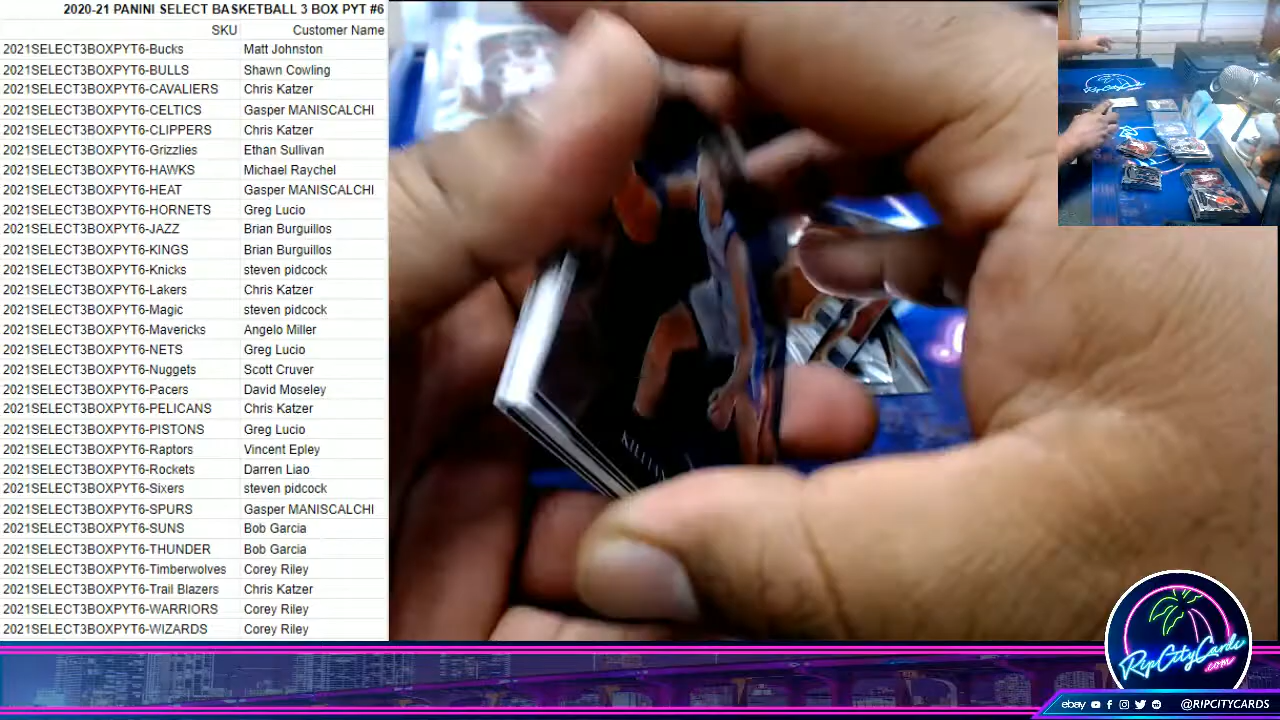 2020-21 PANINI SELECT BASKETBALL 3 BOX PYT #6
SKU Customer Name
2021SELECT3BOXPYT6-Bucks Matt Johnston
2021SELECT3BOXPYT6-BULLS Shawn Cowling
2021SELECT3BOXPYT6-CAVALIERS Chris Katzer
2021SELECT3BOXPYT6-CELTICS Gasper MANISCALCHI
2021SELECT3BOXPYT6-CLIPPERS Chris Katzer
2021SELECT3BOXPYT6-Grizzlies Ethan Sullivan
2021SELECT3BOXPYT6-HAWKS Michael Raychel
2021SELECT3BOXPYT6-HEAT Gasper MANISCALCHI
2021SELECT3BOXPYT6-HORNETS Greg Lucio
2021SELECT3BOXPYT6-JAZZ Brian Burguillos
2021SELECT3BOXPYT6-KINGS Brian Burguillos
2021SELECT3BOXPYT6-Knicks steven pidcock
2021SELECT3BOXPYT6-Lakers Chris Katzer
2021SELECT3BOXPYT6-Magic steven pidcock
2021SELECT3BOXPYT6-Mavericks Angelo Miller
2021SELECT3BOXPYT6-NETS Greg Lucio
2021SELECT3BOXPYT6-Nuggets Scott Cruver
2021SELECT3BOXPYT6-Pacers David Moseley
2021SELECT3BOXPYT6-PELICANS Chris Katzer
2021SELECT3BOXPYT6-PISTONS Greg Lucio
2021SELECT3BOXPYT6-Raptors Vincent Epley
2021SELECT3BOXPYT6-Rockets Darren Liao
2021SELECT3BOXPYT6-Sixers steven pidcock
2021SELECT3BOXPYT6-SPURS Gasper MANISCALCHI
2021SELECT3BOXPYT6-SUNS Bob Garcia
2021SELECT3BOXPYT6-THUNDER Bob Garcia
2021SELECT3BOXPYT6-Timberwolves Corey Riley
2021SELECT3BOXPYT6-Trail Blazers Chris Katzer
2021SELECT3BOXPYT6-WARRIORS Corey Riley
2021SELECT3BOXPYT6-WIZARDS Corey Riley
RipCityCards
.com
ebay @RIPCITYCARDS